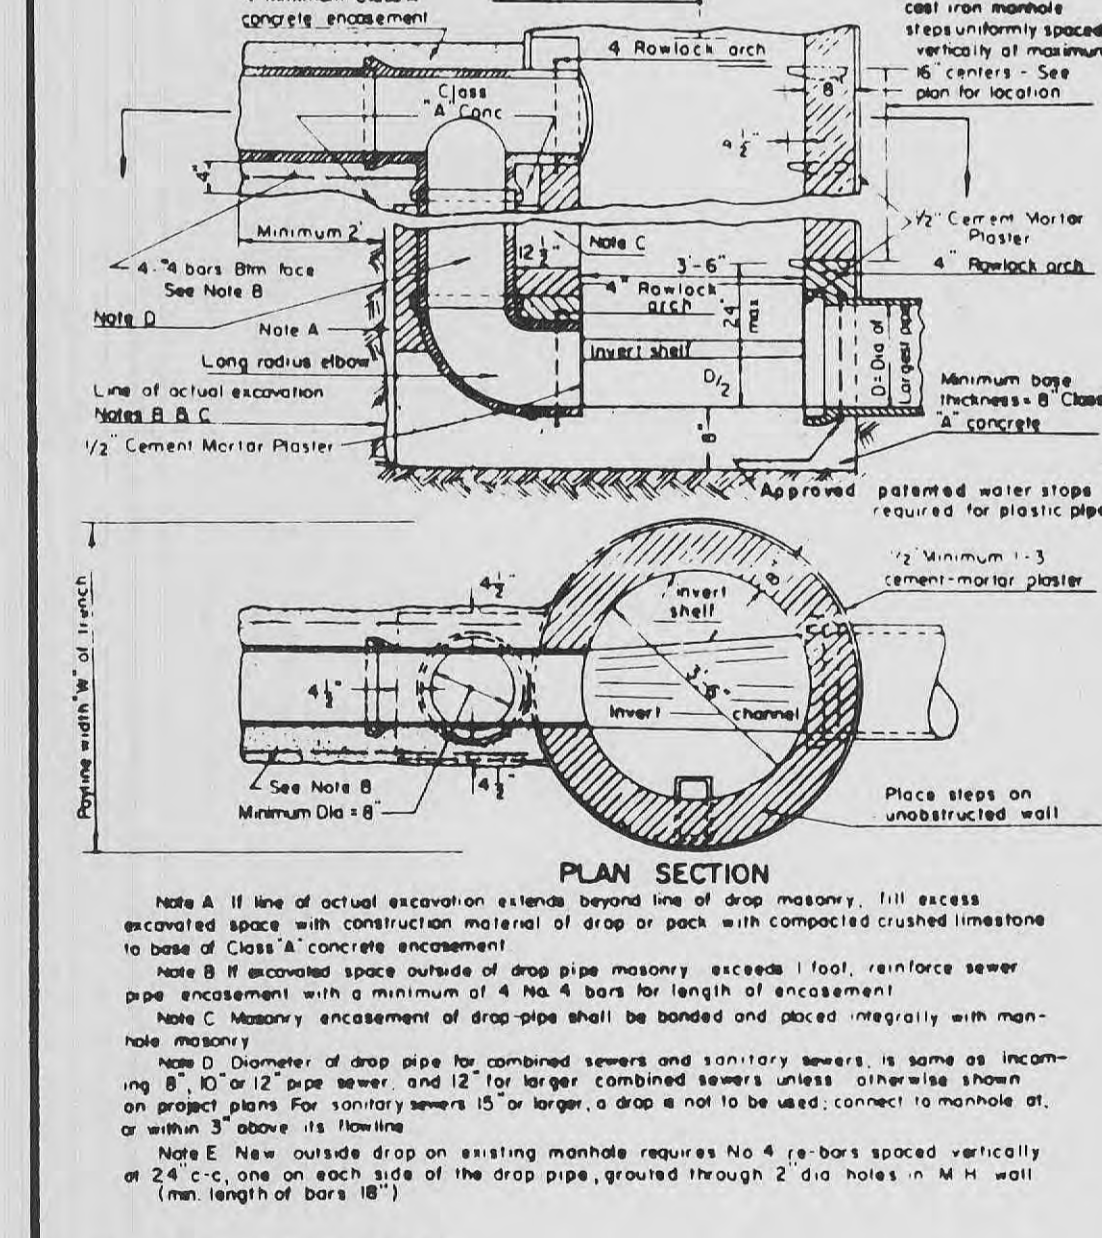 concrete encasement
cast iron manhole
steps uniformly spaced
vertically at maximum
16" centers - See
plan for location
4 Rowlock arch
8"
Class
"A" Conc
4 1/2"
4"
Minimum 2'
1/2" Cement Mortar
Plaster
4" Rowlock arch
Note C
12 1/2"
3'-6"
4-#4 bars Btm face
See Note B
4" Rowlock
arch
24"
max
Note D
Note A
Long radius elbow
Invert shelf
D/2
D = Dia of
Largest pipe
Line of actual excavation
Notes B & C
Minimum base
thickness = 8" Class
"A" concrete
1/2" Cement Mortar Plaster
8"
Approved patented water stops
required for plastic pipe
1/2" Minimum 1-3
cement-mortar plaster
Payline width "W" of trench
4 1/2"
8"
invert
shelf
4 1/2"
3'-6"
Invert channel
See Note B
4 1/2"
Minimum Dia = 8"
Place steps on
unobstructed wall
PLAN SECTION
Note A If line of actual excavation extends beyond line of drop masonry, fill excess
excavated space with construction material of drop or pack with compacted crushed limestone
to base of Class "A" concrete encasement
Note B If excavated space outside of drop pipe masonry exceeds 1 foot, reinforce sewer
pipe encasement with a minimum of 4 No. 4 bars for length of encasement
Note C Masonry encasement of drop-pipe shall be bonded and placed integrally with man-
hole masonry
Note D Diameter of drop pipe for combined sewers and sanitary sewers, is same as incom-
ing 8", 10" or 12" pipe sewer, and 12" for larger combined sewers unless otherwise shown
on project plans For sanitary sewers 15" or larger, a drop is not to be used; connect to manhole at,
or within 3" above its flowline
Note E New outside drop on existing manhole requires No 4 re-bars spaced vertically
at 24" c-c, one on each side of the drop pipe, grouted through 2" dia holes in M H wall
(min. length of bars 18")